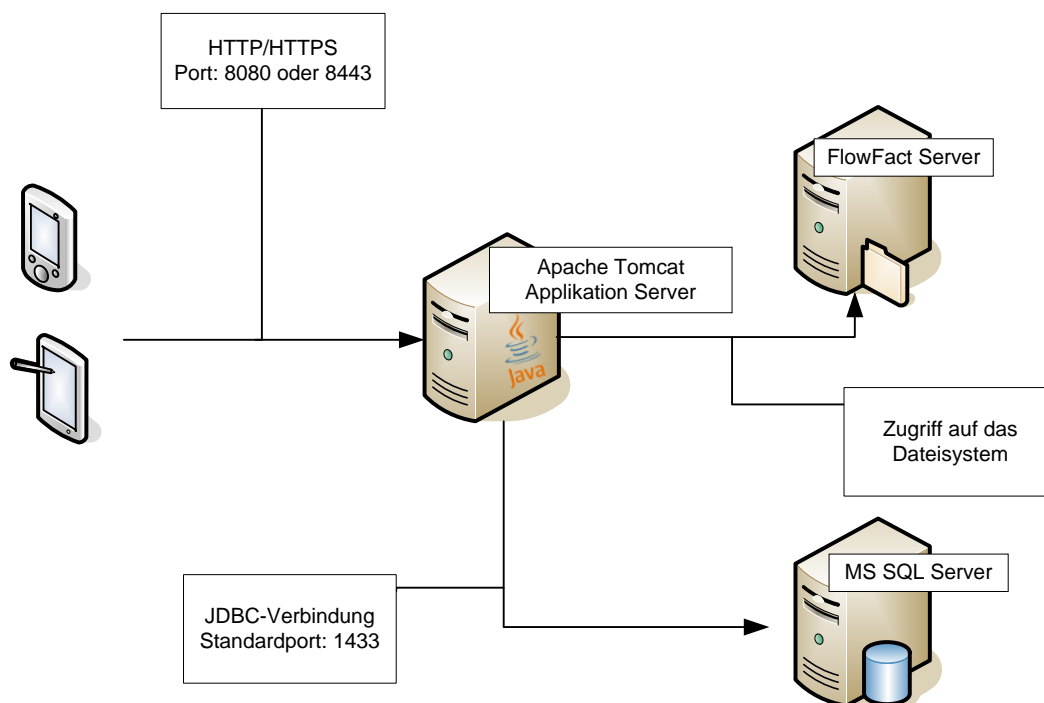 HTTP/HTTPS
Port: 8080 oder 8443
FlowFact Server
Apache Tomcat
Applikation Server
Java
Zugriff auf das
Dateisystem
MS SQL Server
JDBC-Verbindung
Standardport: 1433